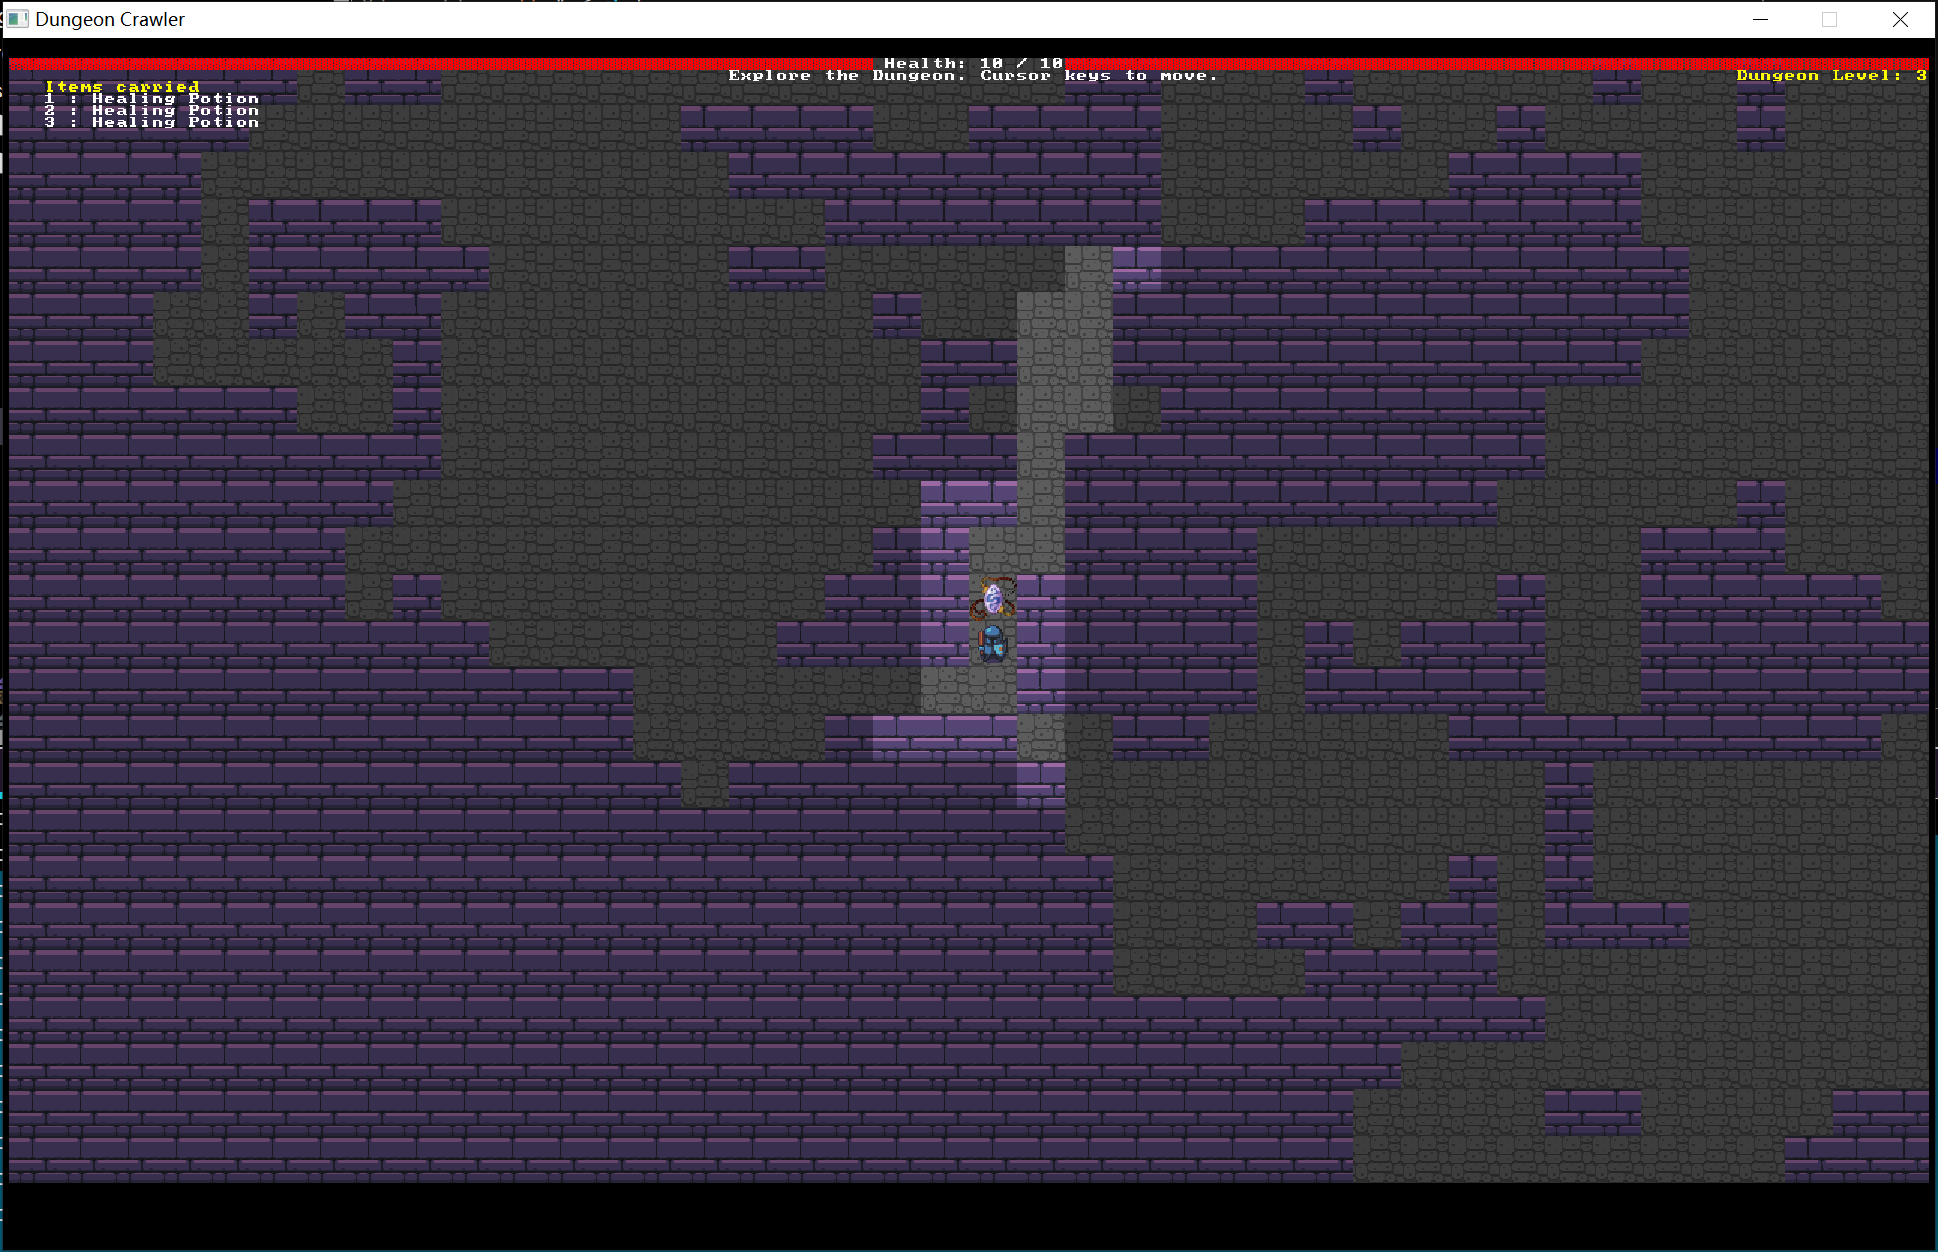 Dungeon Crawler
Health: 10 / 10
Explore the Dungeon. Cursor keys to move.
Dungeon Level: 3
Items carried
1 : Healing Potion
2 : Healing Potion
3 : Healing Potion